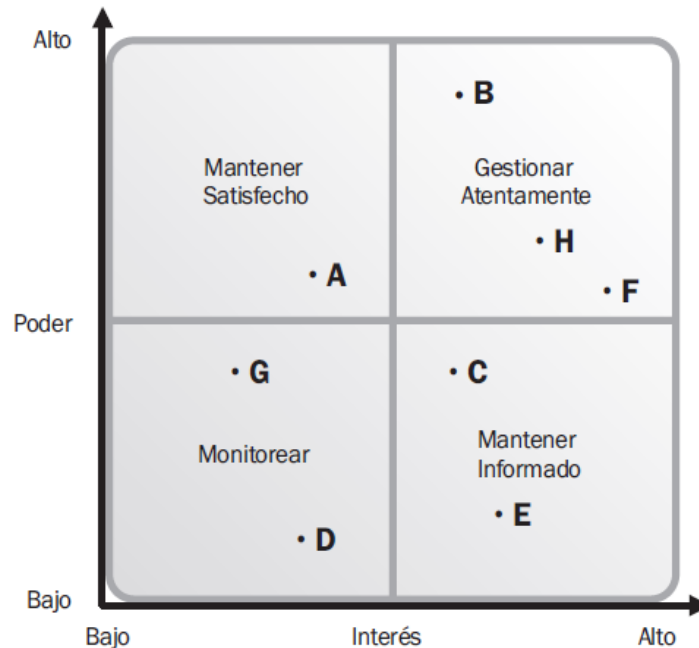 Alto
B
Mantener
Satisfecho
Gestionar
Atentamente
H
A
F
Poder
G
C
Monitorear
Mantener
Informado
E
D
Bajo
Bajo
Interés
Alto